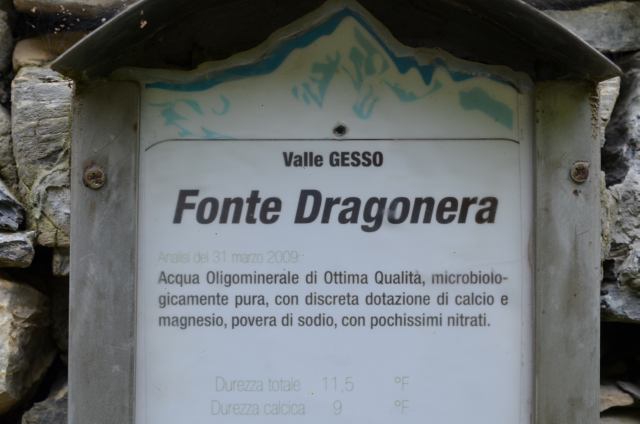 Valle GESSO
Fonte Dragonera
Analisi del 31 marzo 2009:
Acqua Oligominerale di Ottima Qualità, microbiolo-
gicamente pura, con discreta dotazione di calcio e
magnesio, povera di sodio, con pochissimi nitrati.
Durezza totale 11,5 °F
Durezza calcica 9 °F